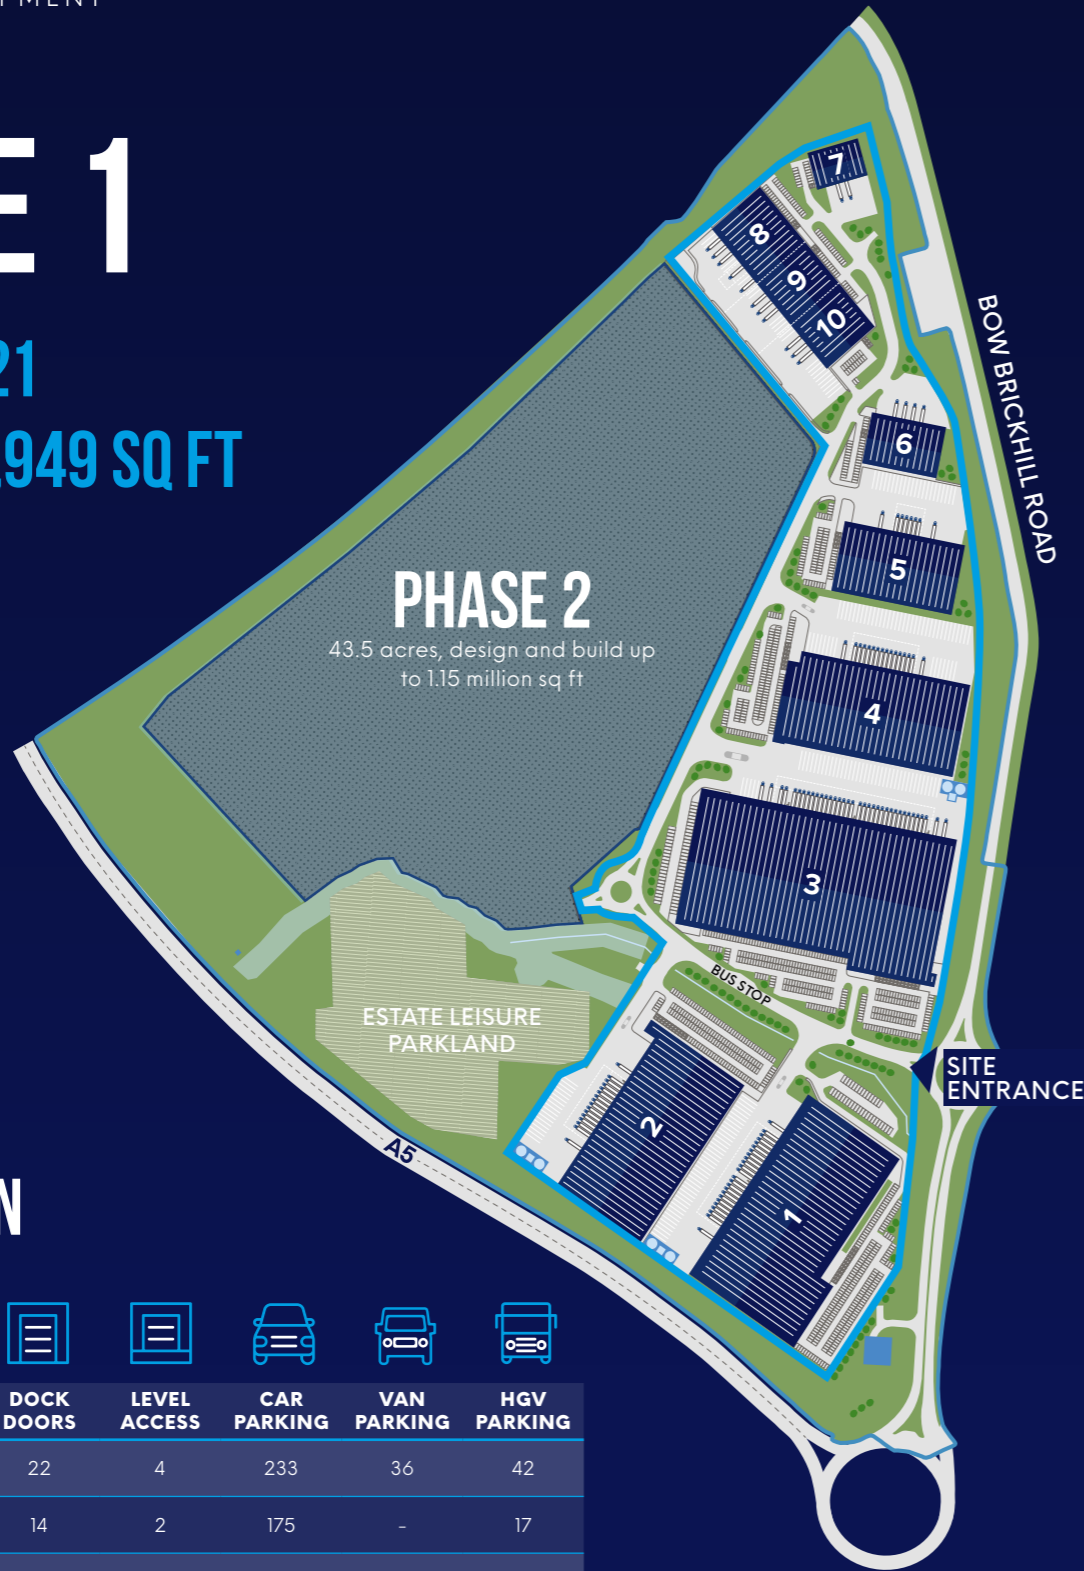 E 1
21
,949 SQ FT
7
8
9
10
BOW BRICKHILL ROAD
6
5
PHASE 2
43.5 acres, design and build up
to 1.15 million sq ft
4
3
BUS STOP
ESTATE LEISURE
PARKLAND
SITE
ENTRANCE
2
A5
1
N
DOCK DOORS LEVEL ACCESS CAR PARKING VAN PARKING HGV PARKING
22 4 233 36 42
14 2 175 - 17